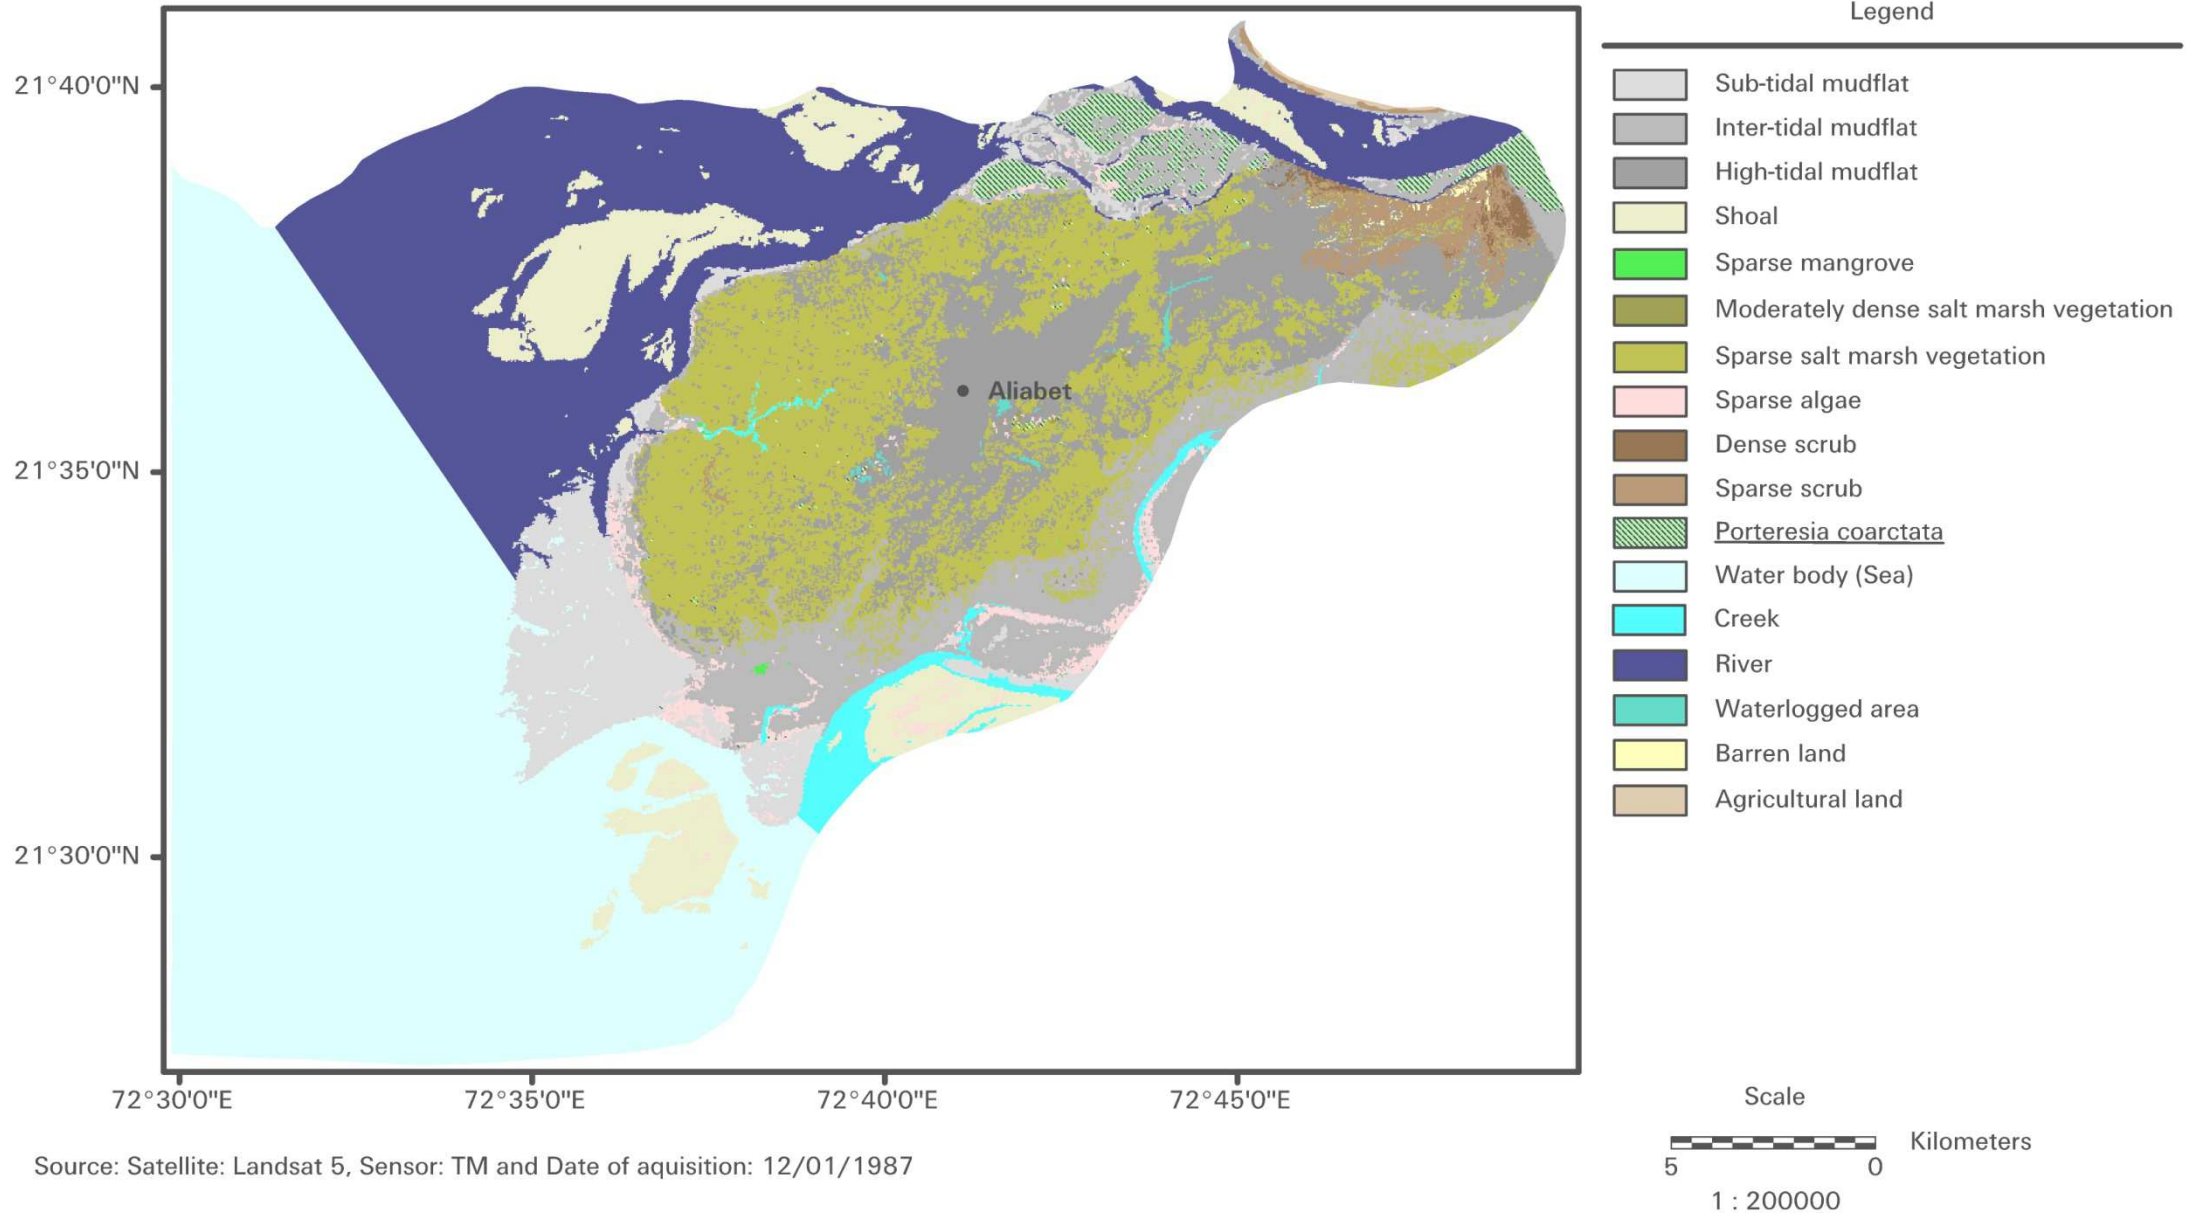 Legend
Sub-tidal mudflat
Inter-tidal mudflat
High-tidal mudflat
Shoal
Sparse mangrove
Moderately dense salt marsh vegetation
Sparse salt marsh vegetation
Sparse algae
Dense scrub
Sparse scrub
Porteresia coarctata
Water body (Sea)
Creek
River
Waterlogged area
Barren land
Agricultural land
21°40'0"N
21°35'0"N
21°30'0"N
Aliabet
72°30'0"E
72°35'0"E
72°40'0"E
72°45'0"E
Scale
Kilometers
5 0
1 : 200000
Source: Satellite: Landsat 5, Sensor: TM and Date of aquisition: 12/01/1987